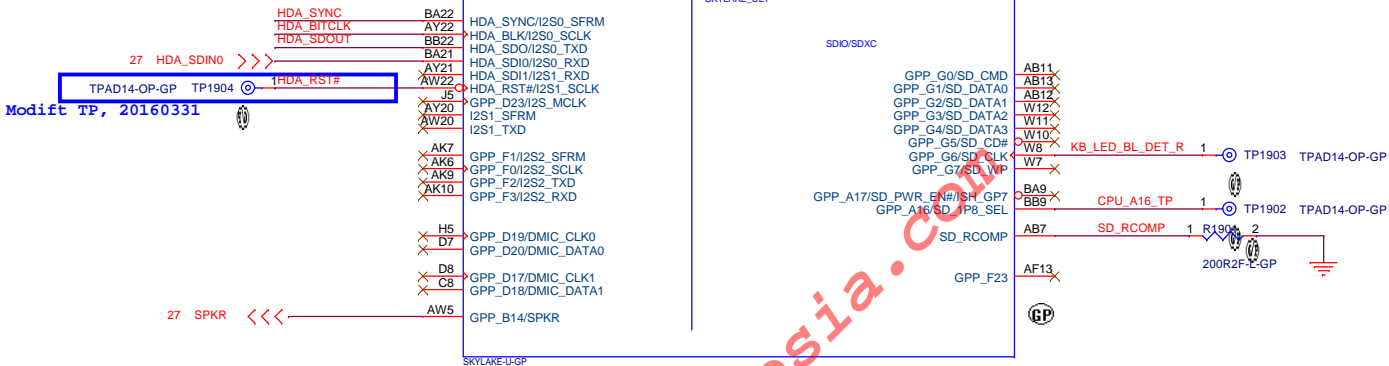 SKYLAKE_ULT
HDA_SYNC BA22 HDA_SYNC/I2S0_SFRM
HDA_BITCLK AY22 HDA_BLK/I2S0_SCLK
HDA_SDOUT BB22 HDA_SDO/I2S0_TXD
27 HDA_SDIN0 BA21 HDA_SDI0/I2S0_RXD
AY21 HDA_SDI1/I2S1_RXD
TPAD14-OP-GP TP1904 1 HDA_RST# AW22 HDA_RST#/I2S1_SCLK
J5 GPP_D23/I2S_MCLK
Modift TP, 20160331
AY20 I2S1_SFRM
AW20 I2S1_TXD
AK7 GPP_F1/I2S2_SFRM
AK6 GPP_F0/I2S2_SCLK
AK9 GPP_F2/I2S2_TXD
AK10 GPP_F3/I2S2_RXD
H5 GPP_D19/DMIC_CLK0
D7 GPP_D20/DMIC_DATA0
D8 GPP_D17/DMIC_CLK1
C8 GPP_D18/DMIC_DATA1
27 SPKR AW5 GPP_B14/SPKR
SKYLAKE-U-GP
SDIO/SDXC
GPP_G0/SD_CMD AB11
GPP_G1/SD_DATA0 AB13
GPP_G2/SD_DATA1 AB12
GPP_G3/SD_DATA2 W12
GPP_G4/SD_DATA3 W11
GPP_G5/SD_CD# W10
GPP_G6/SD_CLK W8 KB_LED_BL_DET_R 1 TP1903 TPAD14-OP-GP
GPP_G7/SD_WP W7
GPP_A17/SD_PWR_EN#/ISH_GP7 BA9
GPP_A16/SD_1P8_SEL BB9 CPU_A16_TP 1 TP1902 TPAD14-OP-GP
SD_RCOMP AB7 SD_RCOMP 1 2
200R2F-L-GP
GPP_F23 AF13
GP
sia.com